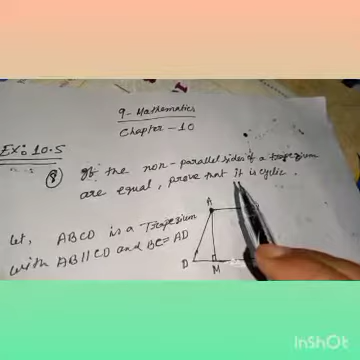 9- Mathematics
Chapter-10
Ex: 10.5
(8) If the non-parallel sides of a trapezium
are equal, prove that it is cyclic.
Let, ABCD is a Trapezium
with AB||CD and BC=AD
A
D M
InShot